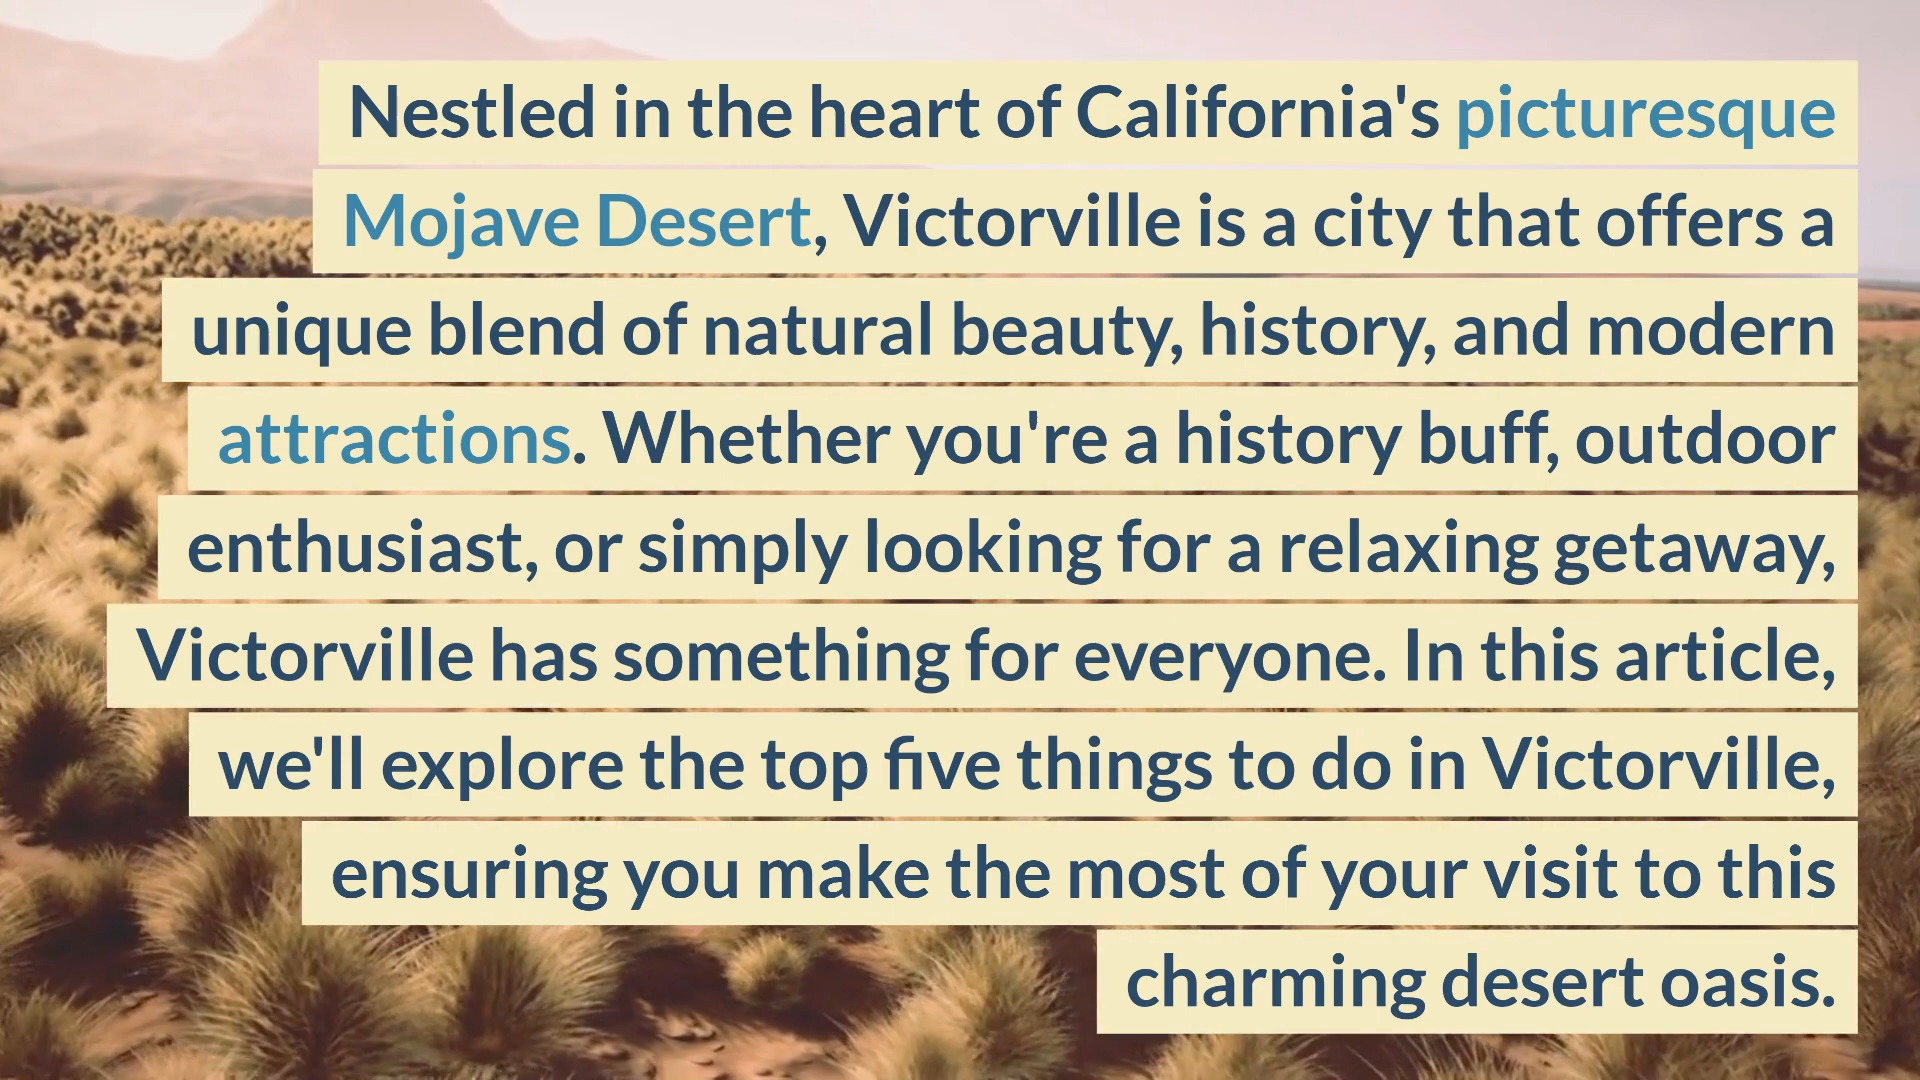 Nestled in the heart of California's picturesque
Mojave Desert, Victorville is a city that offers a
unique blend of natural beauty, history, and modern
attractions. Whether you're a history buff, outdoor
enthusiast, or simply looking for a relaxing getaway,
Victorville has something for everyone. In this article,
we'll explore the top five things to do in Victorville,
ensuring you make the most of your visit to this
charming desert oasis.